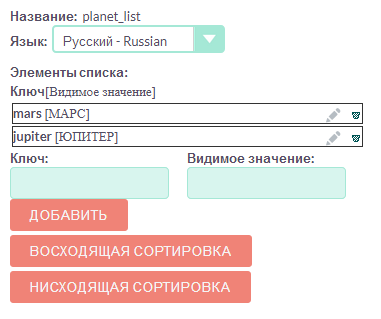 Название: planet_list
Язык: Русский - Russian
Элементы списка:
Ключ[Видимое значение]
mars [МАРС]
jupiter [ЮПИТЕР]
Ключ: Видимое значение:
ДОБАВИТЬ
ВОСХОДЯЩАЯ СОРТИРОВКА
НИСХОДЯЩАЯ СОРТИРОВКА